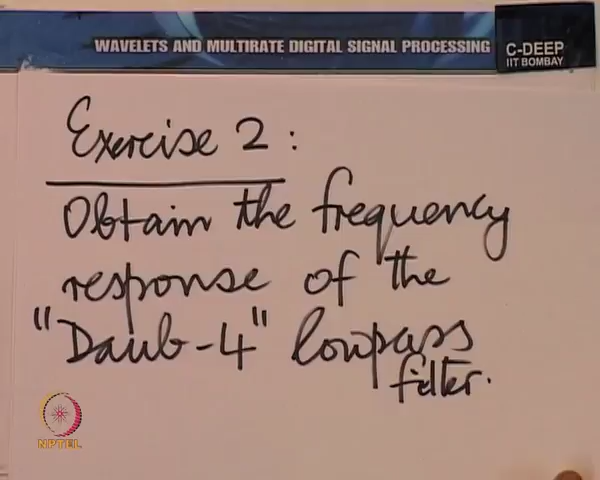 WAVELETS AND MULTIRATE DIGITAL SIGNAL PROCESSING
C-DEEP
IIT BOMBAY
Exercise 2:
Obtain the frequency
response of the
"Daub-4" lowpass
filter.
NPTEL